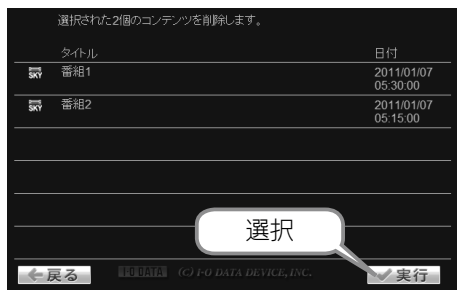 選択された2個のコンテンツを削除します。
タイトル 日付
SKY 番組1 2011/01/07
05:30:00
SKY 番組2 2011/01/07
05:15:00
選択
戻る I-O DATA (C) I-O DATA DEVICE, INC. 実行